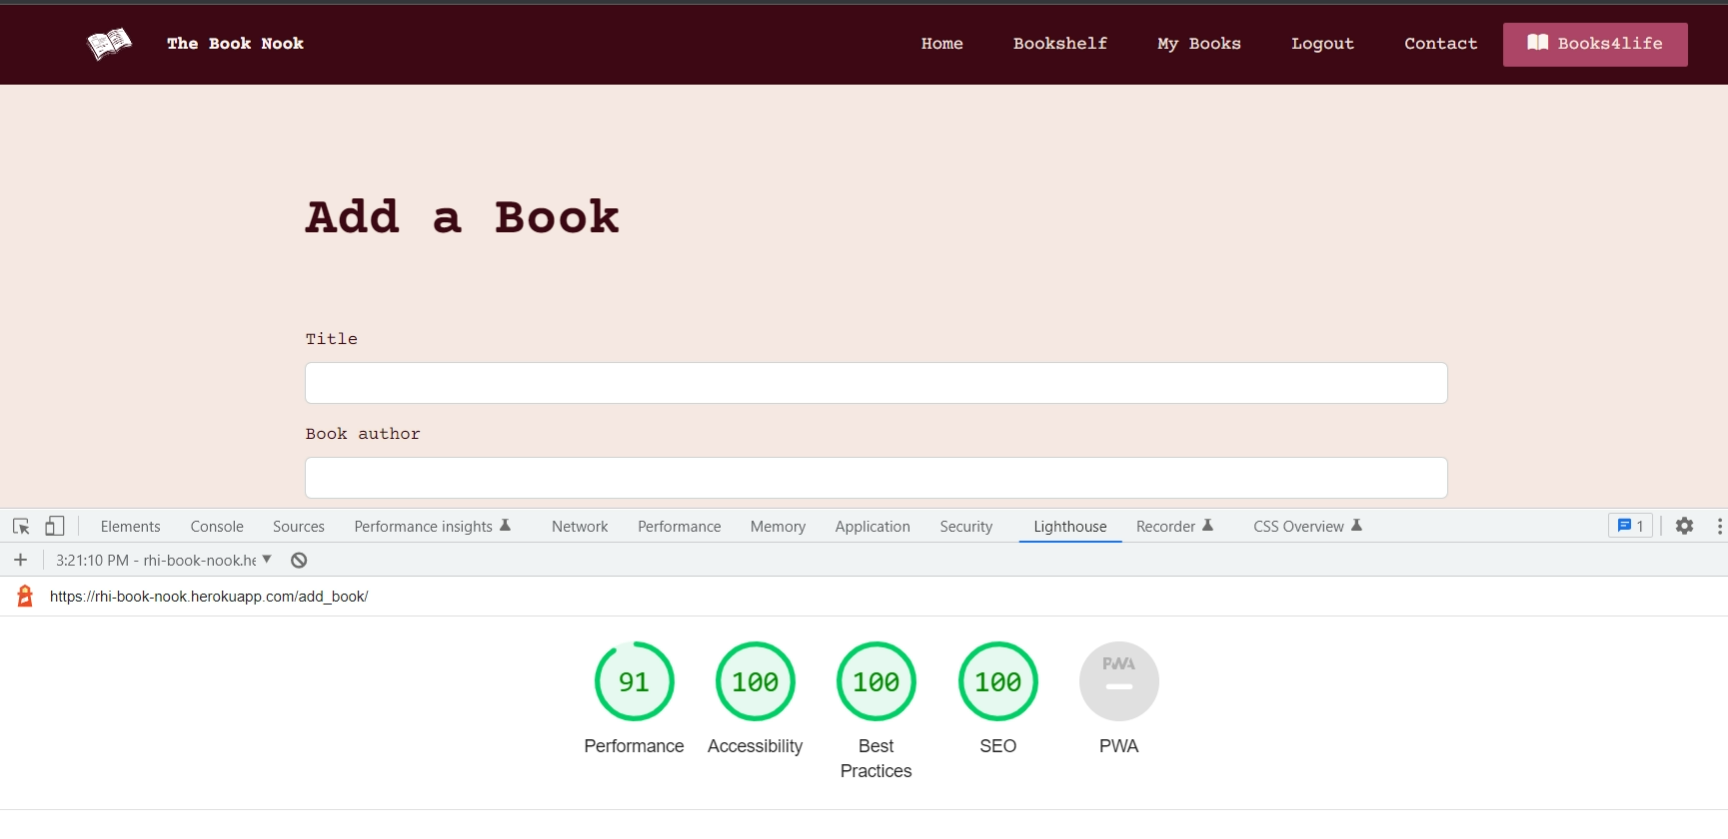 The Book Nook
Home Bookshelf My Books Logout Contact Books4life
Add a Book
Title
Book author
Elements Console Sources Performance insights Network Performance Memory Application Security Lighthouse Recorder CSS Overview 1
3:21:10 PM - rhi-book-nook.he
https://rhi-book-nook.herokuapp.com/add_book/
91 100 100 100 PWA
Performance Accessibility Best Practices SEO PWA